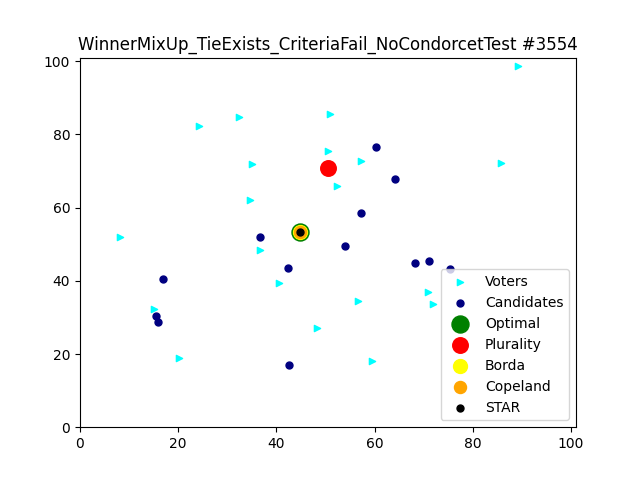 WinnerMixUp_TieExists_CriteriaFail_NoCondorcetTest #3554
100
80
60
40
20
0
0 20 40 60 80 100
Voters
Candidates
Optimal
Plurality
Borda
Copeland
STAR